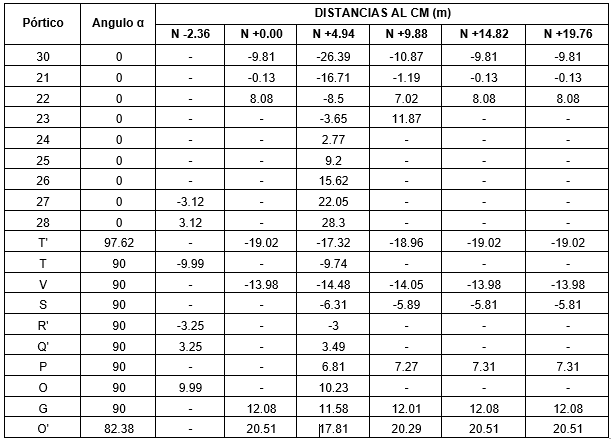 Pórtico Angulo α DISTANCIAS AL CM (m)
N -2.36 N +0.00 N +4.94 N +9.88 N +14.82 N +19.76
30 0 - -9.81 -26.39 -10.87 -9.81 -9.81
21 0 - -0.13 -16.71 -1.19 -0.13 -0.13
22 0 - 8.08 -8.5 7.02 8.08 8.08
23 0 - - -3.65 11.87 - -
24 0 - - 2.77 - - -
25 0 - - 9.2 - - -
26 0 - - 15.62 - - -
27 0 -3.12 - 22.05 - - -
28 0 3.12 - 28.3 - - -
T' 97.62 - -19.02 -17.32 -18.96 -19.02 -19.02
T 90 -9.99 - -9.74 - - -
V 90 - -13.98 -14.48 -14.05 -13.98 -13.98
S 90 - - -6.31 -5.89 -5.81 -5.81
R' 90 -3.25 - -3 - - -
Q' 90 3.25 - 3.49 - - -
P 90 - - 6.81 7.27 7.31 7.31
O 90 9.99 - 10.23 - - -
G 90 - 12.08 11.58 12.01 12.08 12.08
O' 82.38 - 20.51 17.81 20.29 20.51 20.51